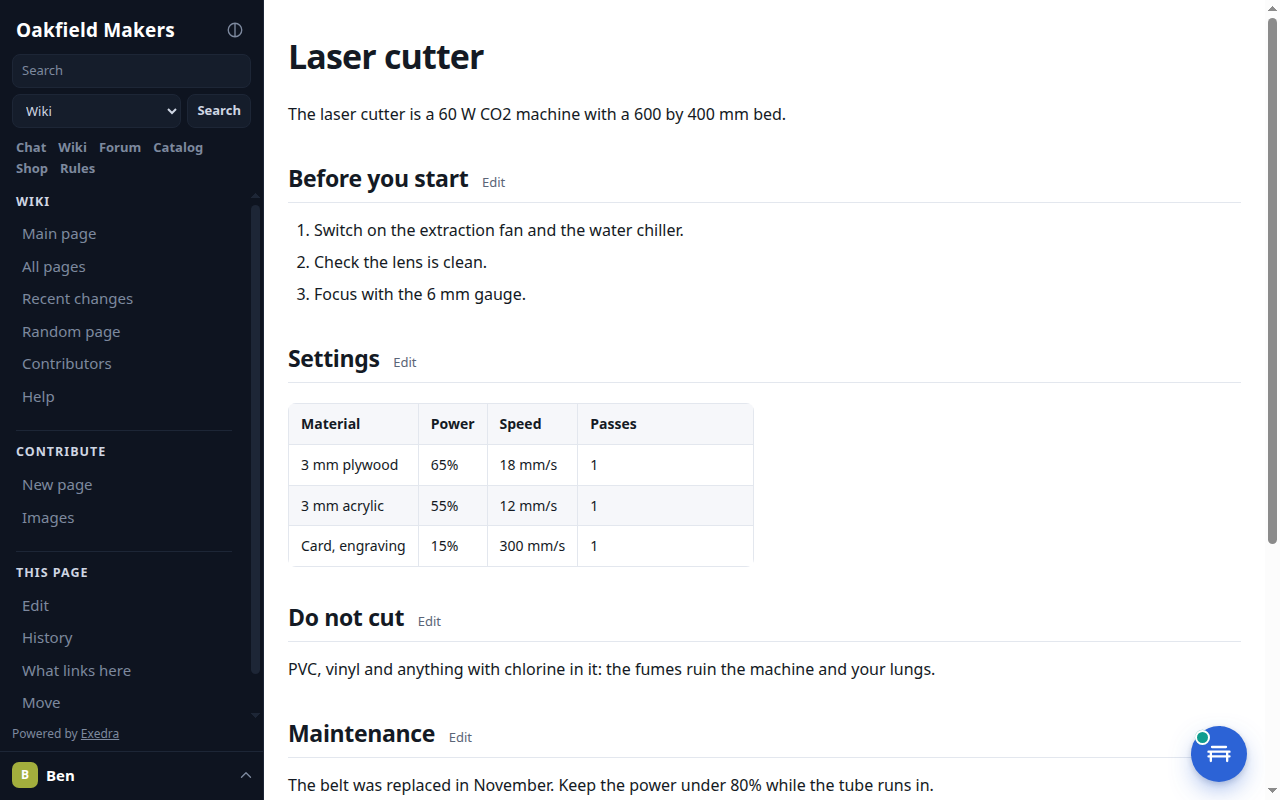 Oakfield Makers
Search
Wiki
Search
Chat Wiki Forum Catalog
Shop Rules
WIKI
Main page
All pages
Recent changes
Random page
Contributors
Help
CONTRIBUTE
New page
Images
THIS PAGE
Edit
History
What links here
Move
Powered by Exedra
B Ben
Laser cutter
The laser cutter is a 60 W CO2 machine with a 600 by 400 mm bed.
Before you start Edit
1. Switch on the extraction fan and the water chiller.
2. Check the lens is clean.
3. Focus with the 6 mm gauge.
Settings Edit
Material Power Speed Passes
3 mm plywood 65% 18 mm/s 1
3 mm acrylic 55% 12 mm/s 1
Card, engraving 15% 300 mm/s 1
Do not cut Edit
PVC, vinyl and anything with chlorine in it: the fumes ruin the machine and your lungs.
Maintenance Edit
The belt was replaced in November. Keep the power under 80% while the tube runs in.